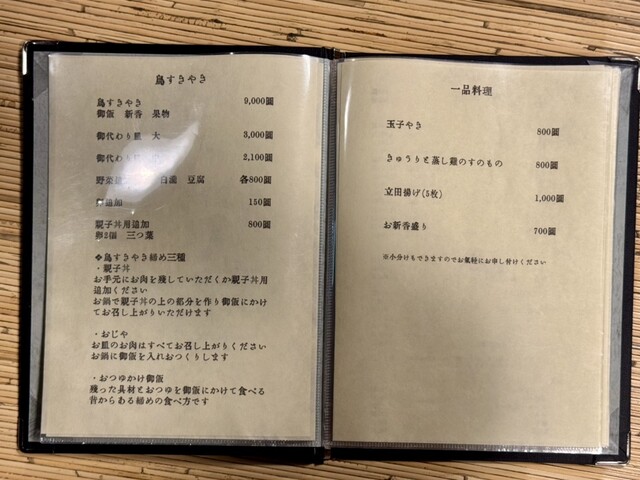 鳥すきやき
鳥すきやき 9,000圓
御飯 新香 果物
御代わり皿 大 3,000圓
御代わり 2,100圓
野菜 白滝 豆腐 各800圓
追加 150圓
親子丼用追加 800圓
卵3個 三つ葉
❖鳥すきやき締め三種
・親子丼
お手元にお肉を残していただくか親子丼用
追加ください
お鍋で親子丼の上の部分を作り御飯にかけ
てお召し上がりいただけます
・おじや
お皿のお肉はすべてお召し上がりください
お鍋に御飯を入れおつくりします
・おつゆかけ御飯
残った具材とおつゆを御飯にかけて食べる
昔からある締めの食べ方です
一品料理
玉子やき 800圓
きゅうりと蒸し鶏のすのもの 800圓
立田揚げ(5枚) 1,000圓
お新香盛り 700圓
※小分けもできますのでお気軽にお申し付けください